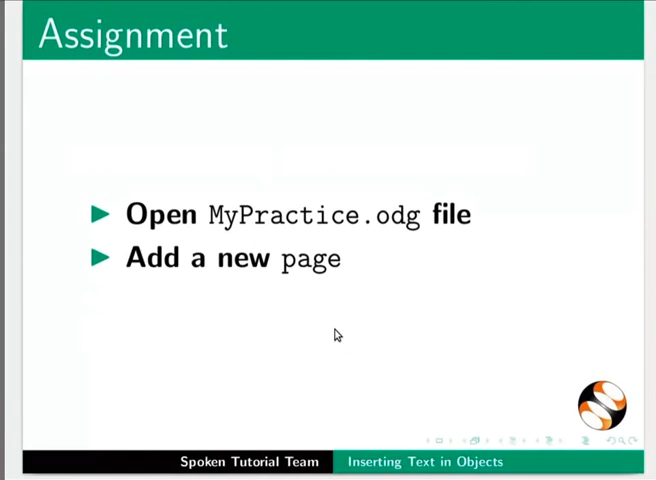 Assignment
Open MyPractice.odg file
Add a new page
Spoken Tutorial Team
Inserting Text in Objects